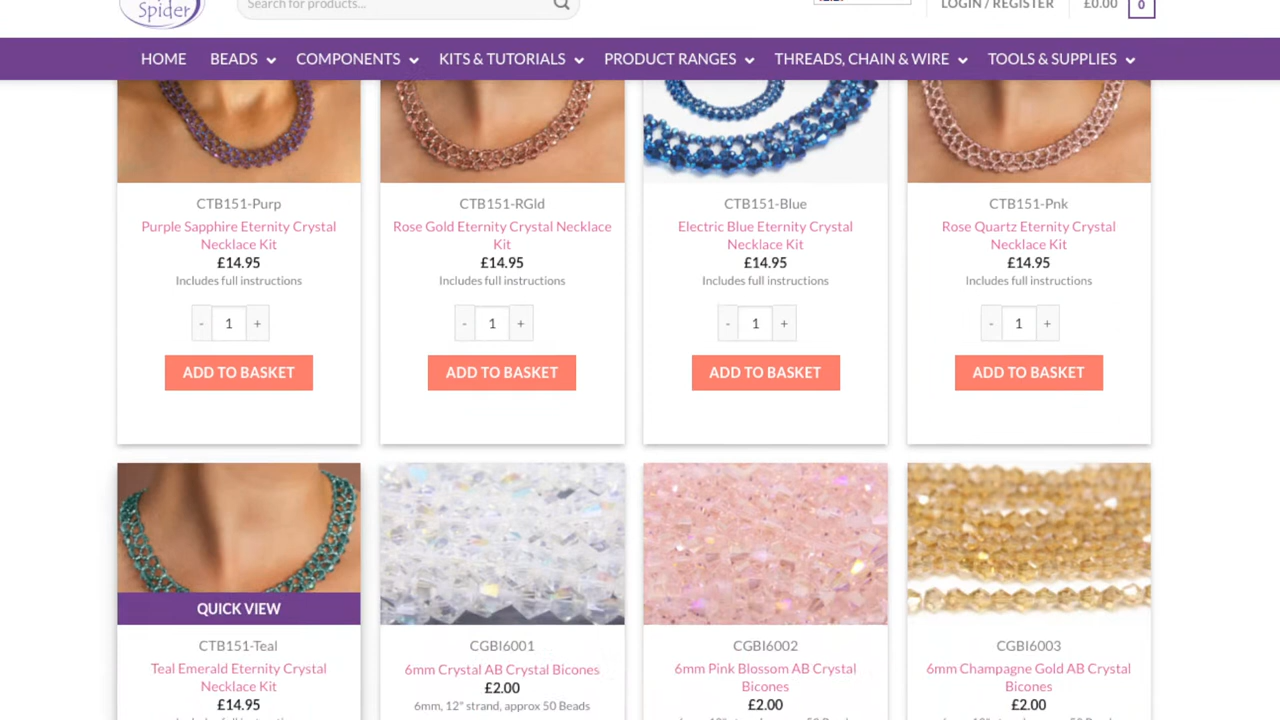 Spider
Search for products...
LOGIN / REGISTER
£0.00
0
HOME BEADS COMPONENTS KITS & TUTORIALS PRODUCT RANGES THREADS, CHAIN & WIRE TOOLS & SUPPLIES
CTB151-Purp
Purple Sapphire Eternity Crystal
Necklace Kit
£14.95
Includes full instructions
- 1 +
ADD TO BASKET
CTB151-RGld
Rose Gold Eternity Crystal Necklace
Kit
£14.95
Includes full instructions
- 1 +
ADD TO BASKET
CTB151-Blue
Electric Blue Eternity Crystal
Necklace Kit
£14.95
Includes full instructions
- 1 +
ADD TO BASKET
CTB151-Pnk
Rose Quartz Eternity Crystal
Necklace Kit
£14.95
Includes full instructions
- 1 +
ADD TO BASKET
QUICK VIEW
CTB151-Teal
Teal Emerald Eternity Crystal
Necklace Kit
£14.95
CGBI6001
6mm Crystal AB Crystal Bicones
£2.00
6mm, 12" strand, approx 50 Beads
CGBI6002
6mm Pink Blossom AB Crystal
Bicones
£2.00
CGBI6003
6mm Champagne Gold AB Crystal
Bicones
£2.00